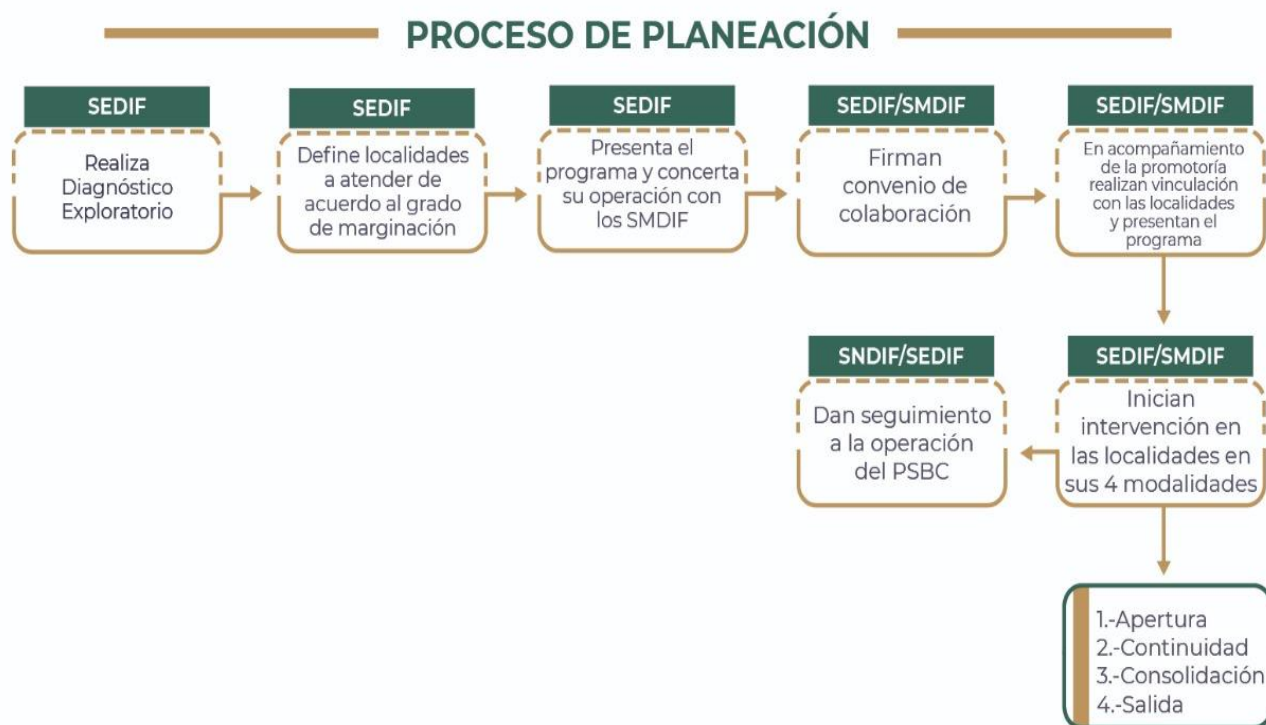 PROCESO DE PLANEACIÓN
SEDIF
Realiza
Diagnóstico
Exploratorio
SEDIF
Define localidades
a atender de
acuerdo al grado
de marginación
SEDIF
Presenta el
programa y concerta
su operación con
los SMDIF
SEDIF/SMDIF
Firman
convenio de
colaboración
SEDIF/SMDIF
En acompañamiento
de la promotoría
realizan vinculación
con las localidades
y presentan el
programa
SEDIF/SMDIF
Inician
intervención en
las localidades en
sus 4 modalidades
SNDIF/SEDIF
Dan seguimiento
a la operación
del PSBC
1.-Apertura
2.-Continuidad
3.-Consolidación
4.-Salida